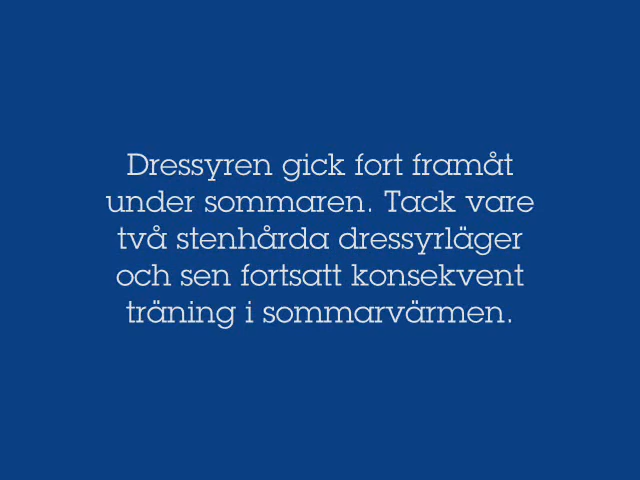 Dressyren gick fort framåt
under sommaren. Tack vare
två stenhårda dressyrläger
och sen fortsatt konsekvent
träning i sommarvärmen.